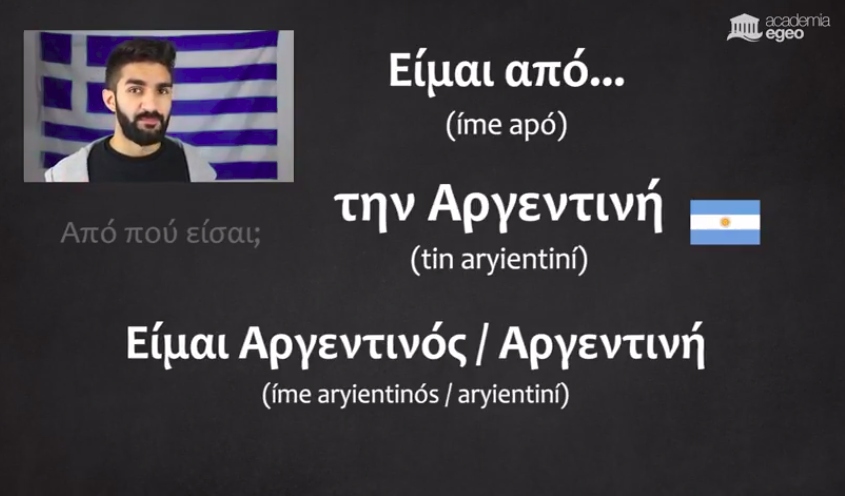 academia
egeo
Είμαι από...
(íme apó)
την Αργεντινή
(tin aryientiní)
Από πού είσαι;
Είμαι Αργεντινός / Αργεντινή
(íme aryientinós / aryientiní)